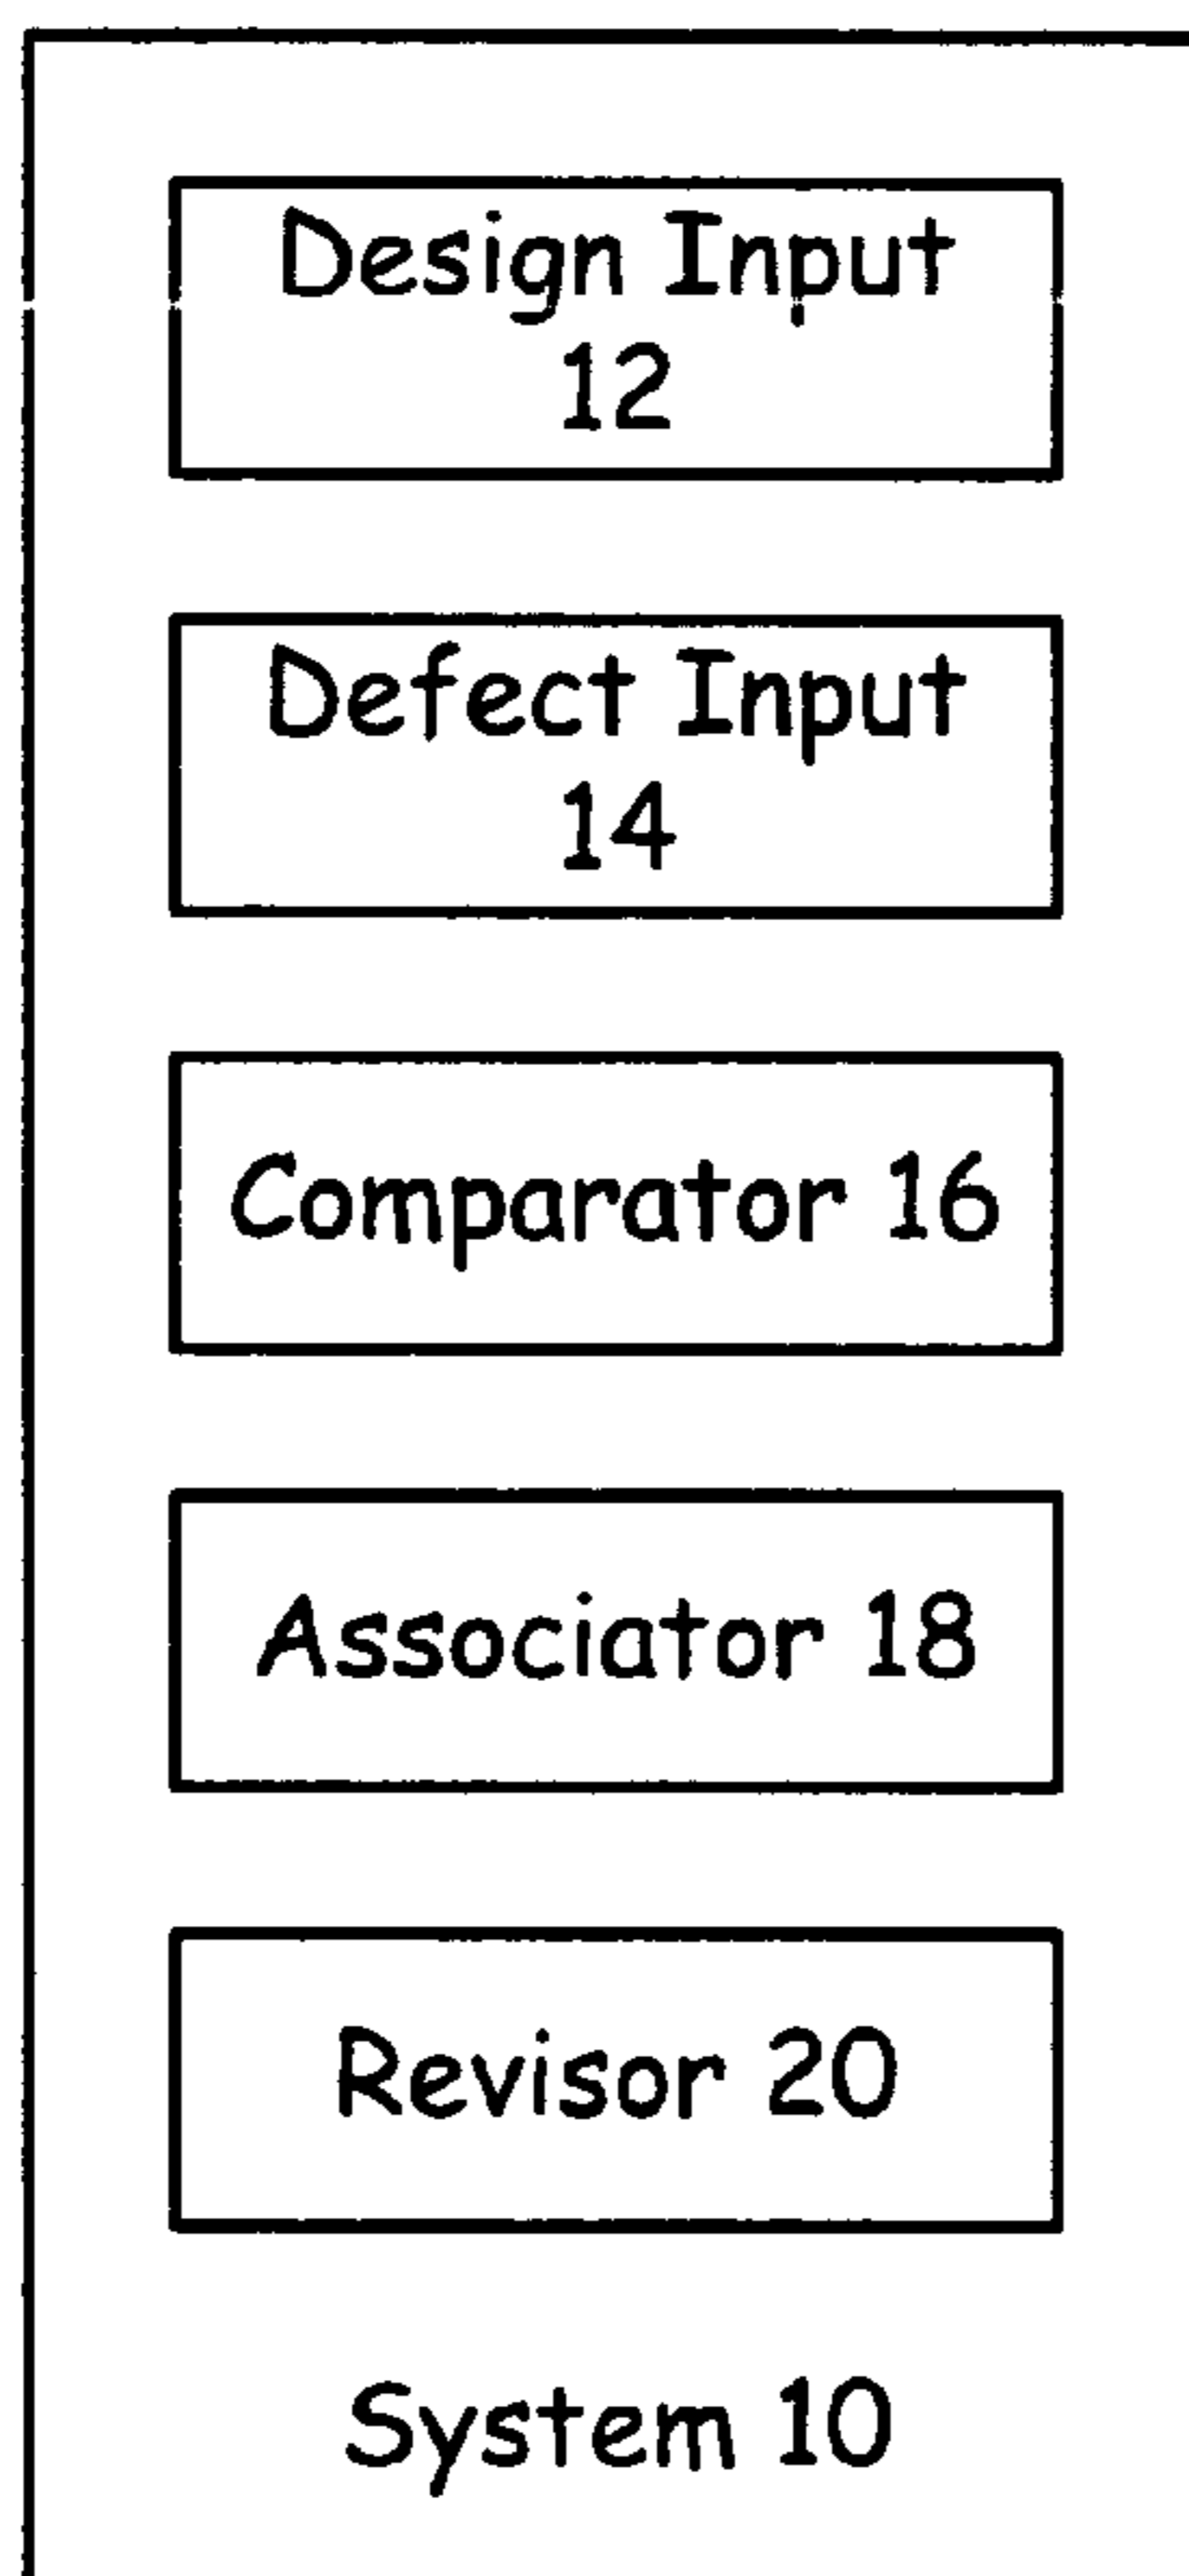 Design Input
12
Defect Input
14
Comparator 16
Associator 18
Revisor 20
System 10